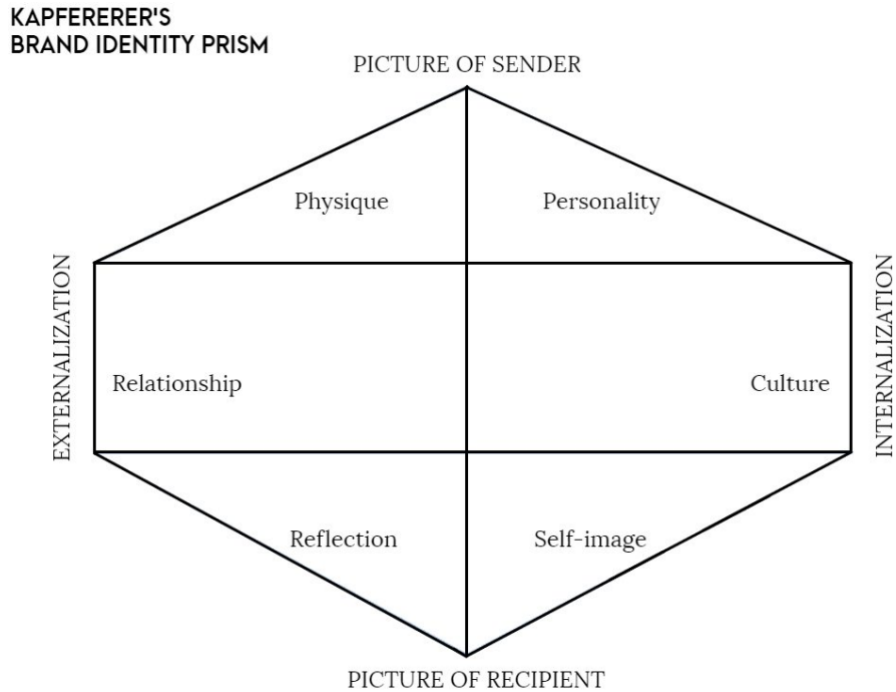 KAPFERERER'S
BRAND IDENTITY PRISM
PICTURE OF SENDER
Physique
Personality
EXTERNALIZATION
INTERNALIZATION
Relationship
Culture
Reflection
Self-image
PICTURE OF RECIPIENT